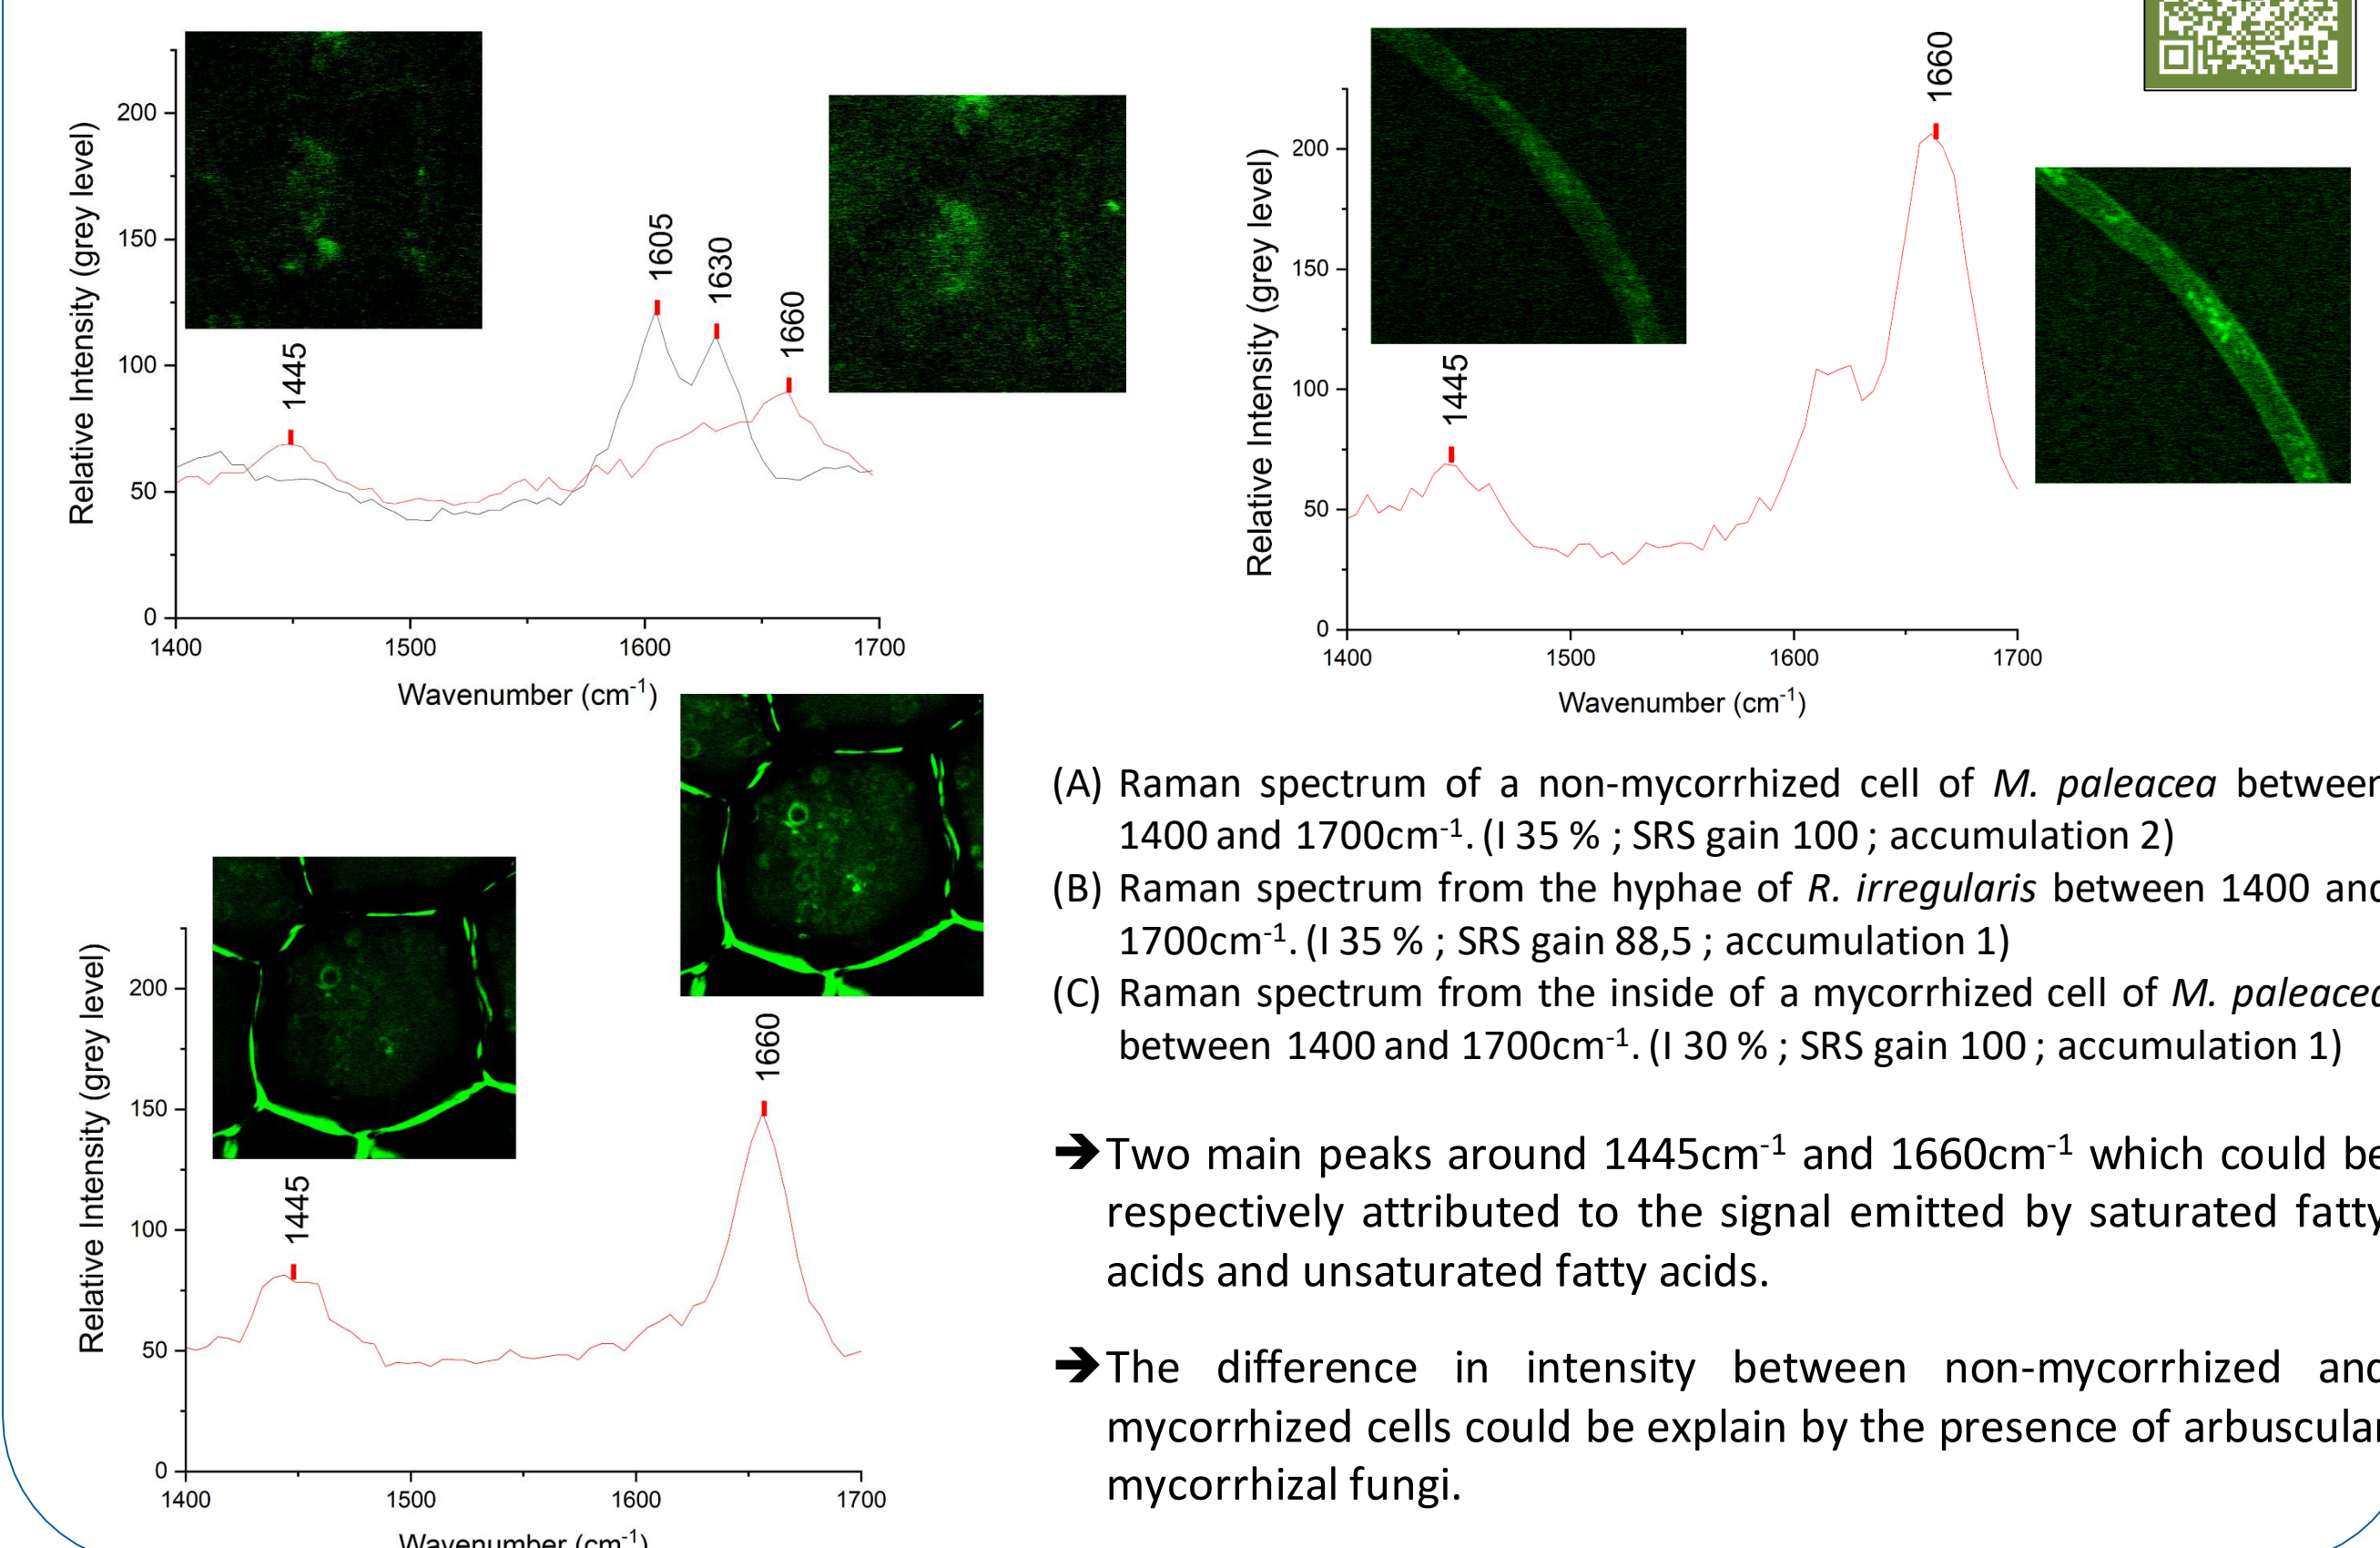 200
150
100
50
0
1400
1500
1600
1700
Relative Intensity (grey level)
Wavenumber (cm-1)
1445
1605
1630
1660
200
150
100
50
0
1400
1500
1600
1700
Relative Intensity (grey level)
Wavenumber (cm-1)
1445
1660
200
150
100
50
0
1400
1500
1600
1700
Relative Intensity (grey level)
Wavenumber (cm-1)
1445
1660
(A) Raman spectrum of a non-mycorrhized cell of M. paleacea between
1400 and 1700cm-1. (I 35 % ; SRS gain 100 ; accumulation 2)
(B) Raman spectrum from the hyphae of R. irregularis between 1400 and
1700cm-1. (I 35 % ; SRS gain 88,5 ; accumulation 1)
(C) Raman spectrum from the inside of a mycorrhized cell of M. paleacea
between 1400 and 1700cm-1. (I 30 % ; SRS gain 100 ; accumulation 1)
➔Two main peaks around 1445cm-1 and 1660cm-1 which could be
respectively attributed to the signal emitted by saturated fatty
acids and unsaturated fatty acids.
➔The difference in intensity between non-mycorrhized and
mycorrhized cells could be explain by the presence of arbuscular
mycorrhizal fungi.